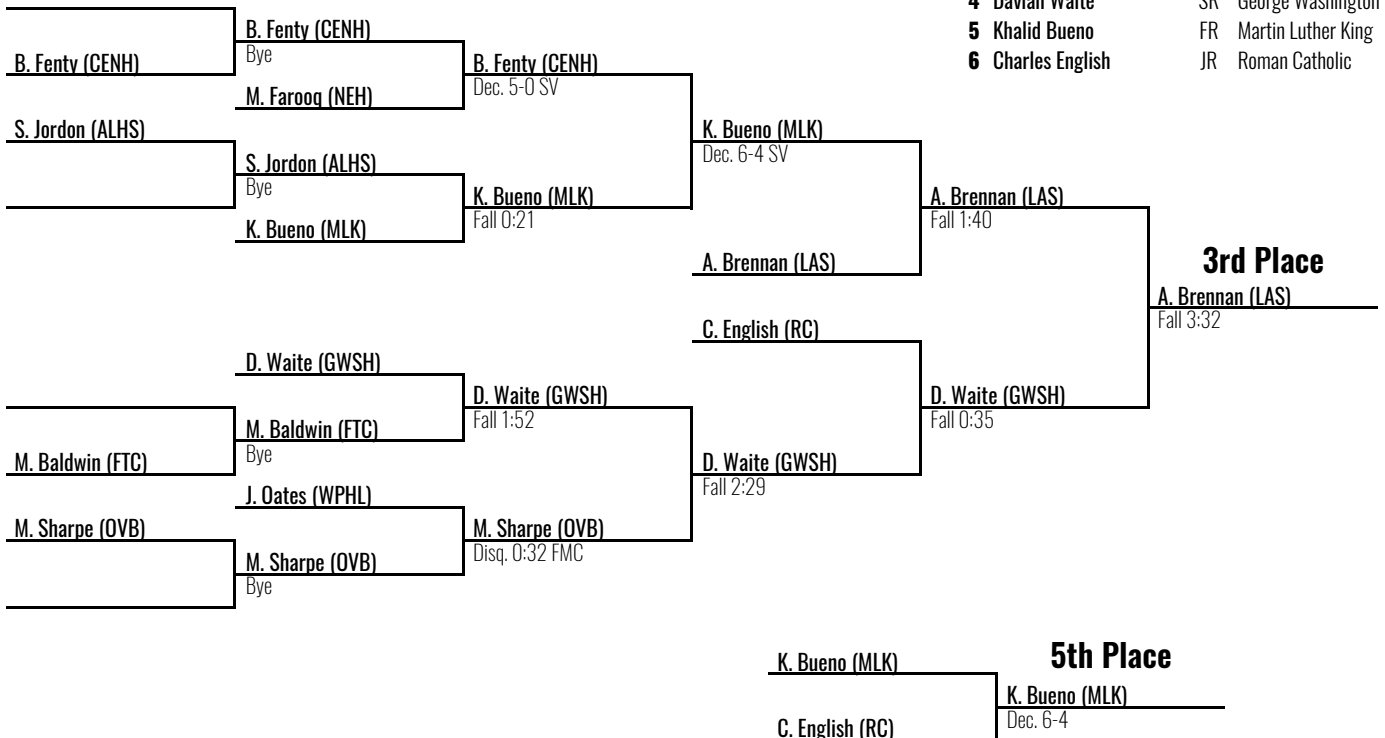 4 Davian Waite SR George Washington
5 Khalid Bueno FR Martin Luther King
6 Charles English JR Roman Catholic
B. Fenty (CENH)
B. Fenty (CENH)
Bye
M. Farooq (NEH)
B. Fenty (CENH)
Dec. 5-0 SV
S. Jordon (ALHS)
S. Jordon (ALHS)
Bye
K. Bueno (MLK)
K. Bueno (MLK)
Fall 0:21
K. Bueno (MLK)
Dec. 6-4 SV
A. Brennan (LAS)
A. Brennan (LAS)
Fall 1:40
3rd Place
A. Brennan (LAS)
Fall 3:32
C. English (RC)
D. Waite (GWSH)
Fall 0:35
D. Waite (GWSH)
M. Baldwin (FTC)
M. Baldwin (FTC)
Bye
D. Waite (GWSH)
Fall 1:52
D. Waite (GWSH)
Fall 2:29
J. Oates (WPHL)
M. Sharpe (OVB)
M. Sharpe (OVB)
Bye
M. Sharpe (OVB)
Disq. 0:32 FMC
5th Place
K. Bueno (MLK)
C. English (RC)
K. Bueno (MLK)
Dec. 6-4